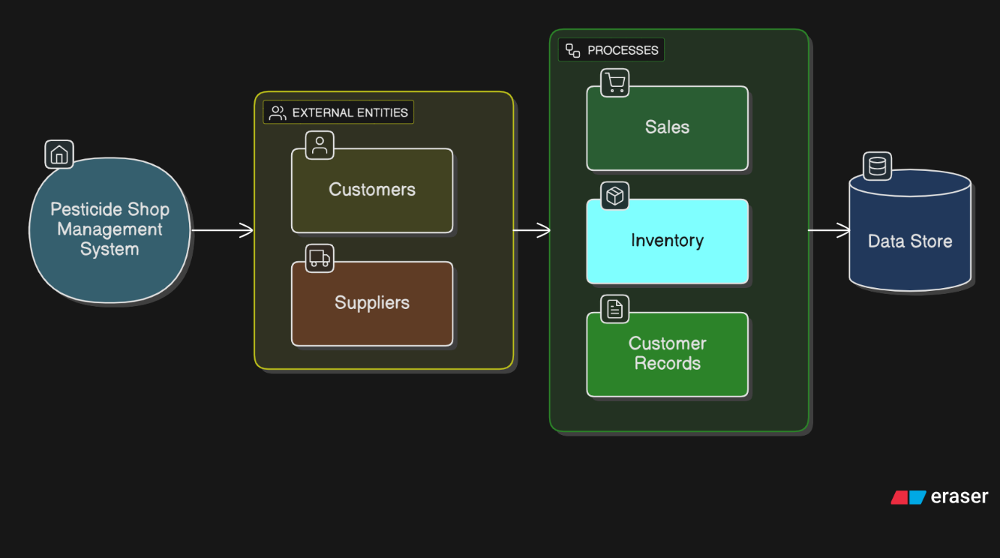 Pesticide Shop
Management
System
EXTERNAL ENTITIES
Customers
Suppliers
PROCESSES
Sales
Inventory
Customer
Records
Data Store
eraser